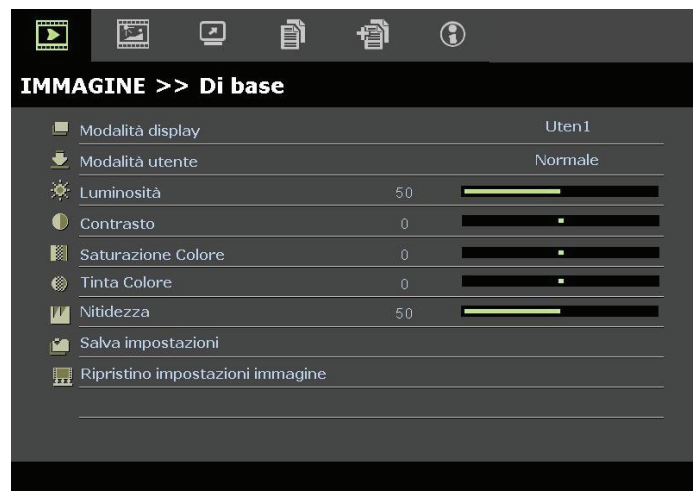 IMMAGINE >> Di base
Modalità display Uten1
Modalità utente Normale
Luminosità 50
Contrasto 0
Saturazione Colore 0
Tinta Colore 0
Nitidezza 50
Salva impostazioni
Ripristino impostazioni immagine